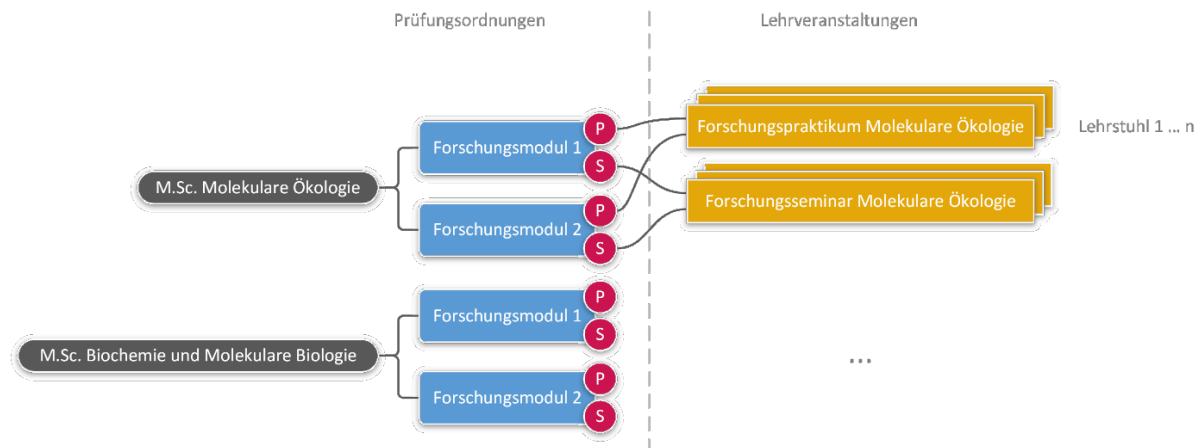 Prüfungsordnungen
Lehrveranstaltungen
M.Sc. Molekulare Ökologie
Forschungsmodul 1
P
S
Forschungsmodul 2
P
S
Forschungspraktikum Molekulare Ökologie
Lehrstuhl 1 ... n
Forschungsseminar Molekulare Ökologie
M.Sc. Biochemie und Molekulare Biologie
Forschungsmodul 1
P
S
Forschungsmodul 2
P
S
...